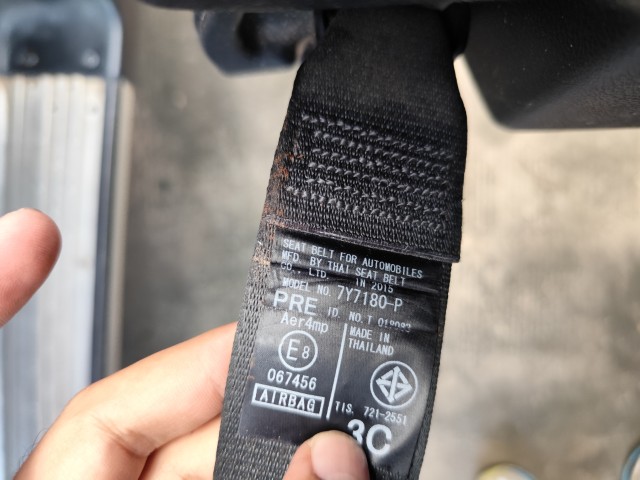 SEAT BELT FOR AUTOMOBILES
MFD. BY THAI SEAT BELT
CO., LTD. IN 2015
MODEL NO. 7Y7180-P
PRE ID. NO. T
Aer4mp
MADE IN
THAILAND
E8
067456
AIRBAG
TIS. 721-2551
3C